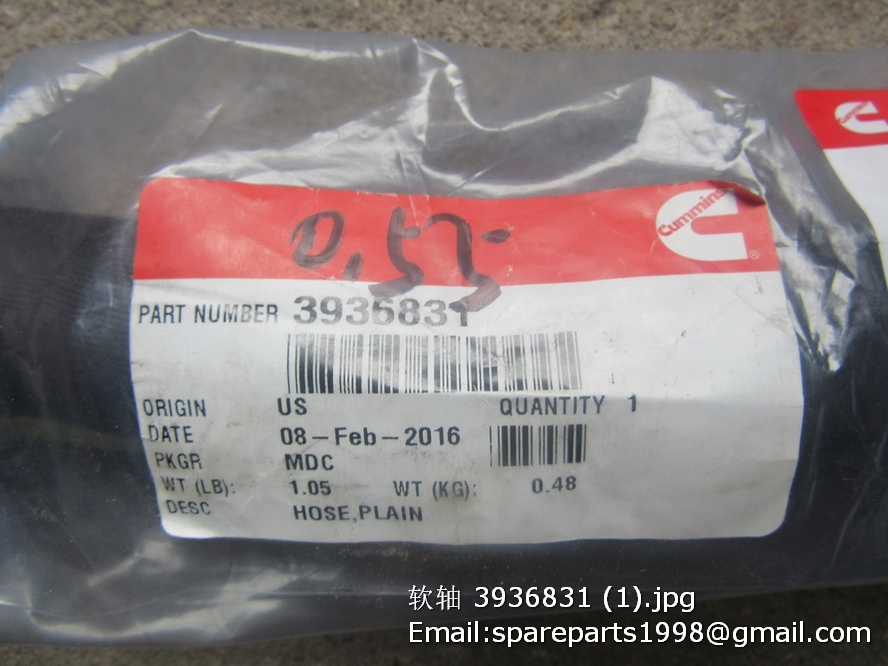 0,53-
Cummins
®
PART NUMBER 3936831
ORIGIN US QUANTITY 1
DATE 08-Feb-2016
PKGR MDC
WT (LB): 1.05 WT (KG): 0.48
DESC HOSE,PLAIN
软轴 3936831 (1).jpg
Email:spareparts1998@gmail.com